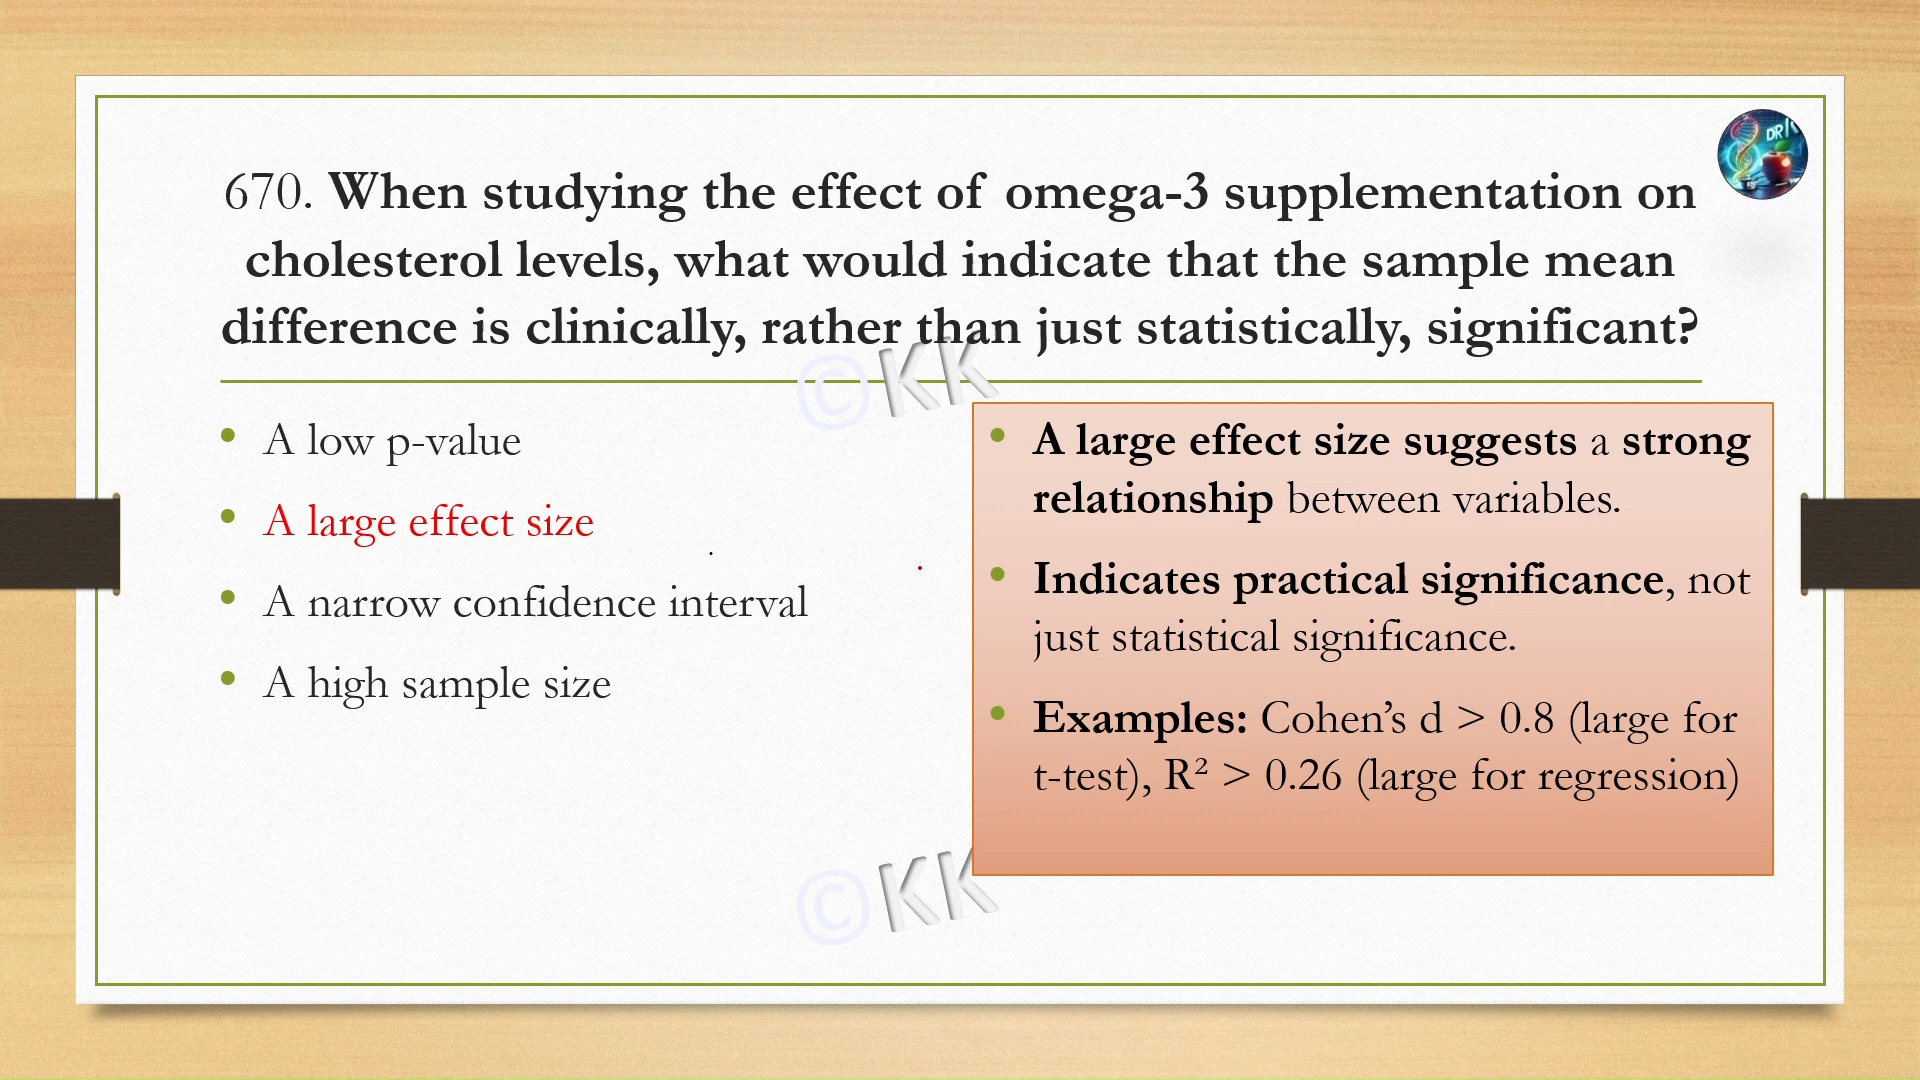 DR
670. When studying the effect of omega-3 supplementation on
cholesterol levels, what would indicate that the sample mean
difference is clinically, rather than just statistically, significant?
©KK
• A low p-value
• A large effect size
• A narrow confidence interval
• A high sample size
• A large effect size suggests a strong
relationship between variables.
• Indicates practical significance, not
just statistical significance.
• Examples: Cohen’s d > 0.8 (large for
t-test), R² > 0.26 (large for regression)
©KK